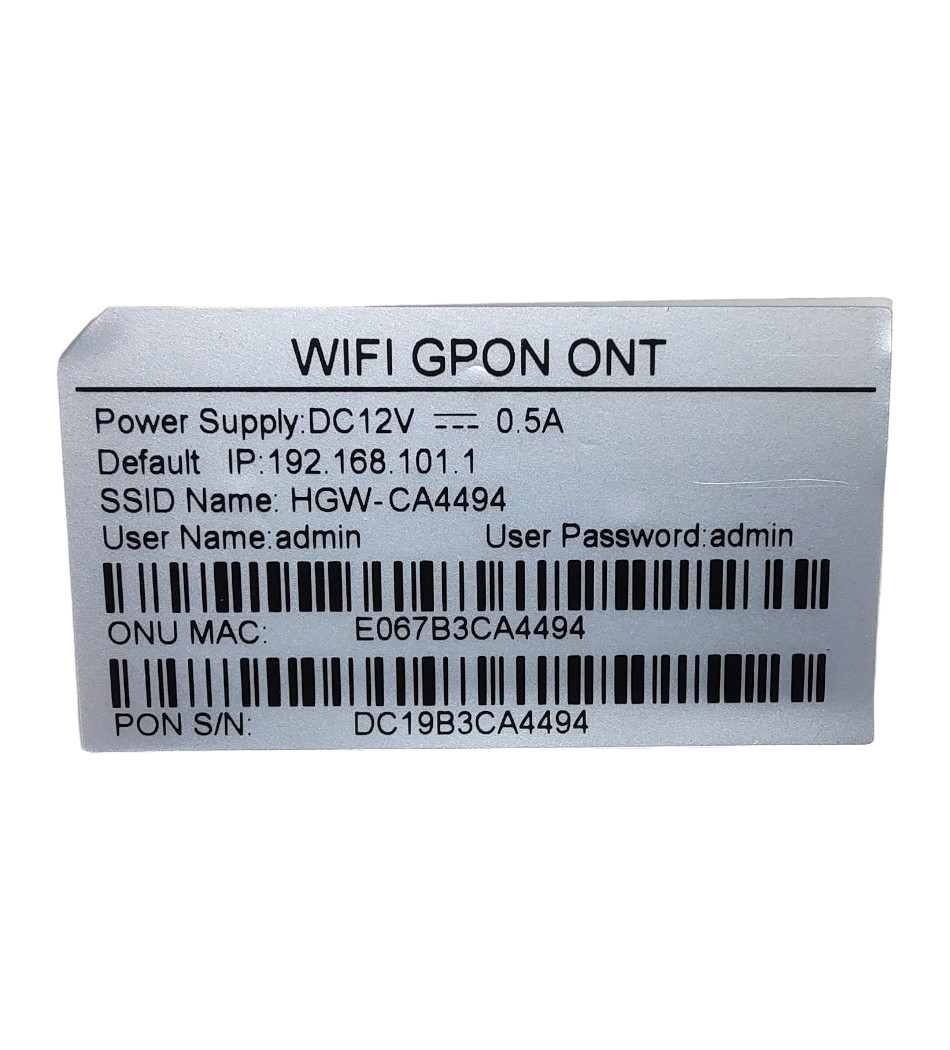 WIFI GPON ONT
Power Supply:DC12V ⎓ 0.5A
Default IP:192.168.101.1
SSID Name: HGW-CA4494
User Name:admin User Password:admin
ONU MAC: E067B3CA4494
PON S/N: DC19B3CA4494